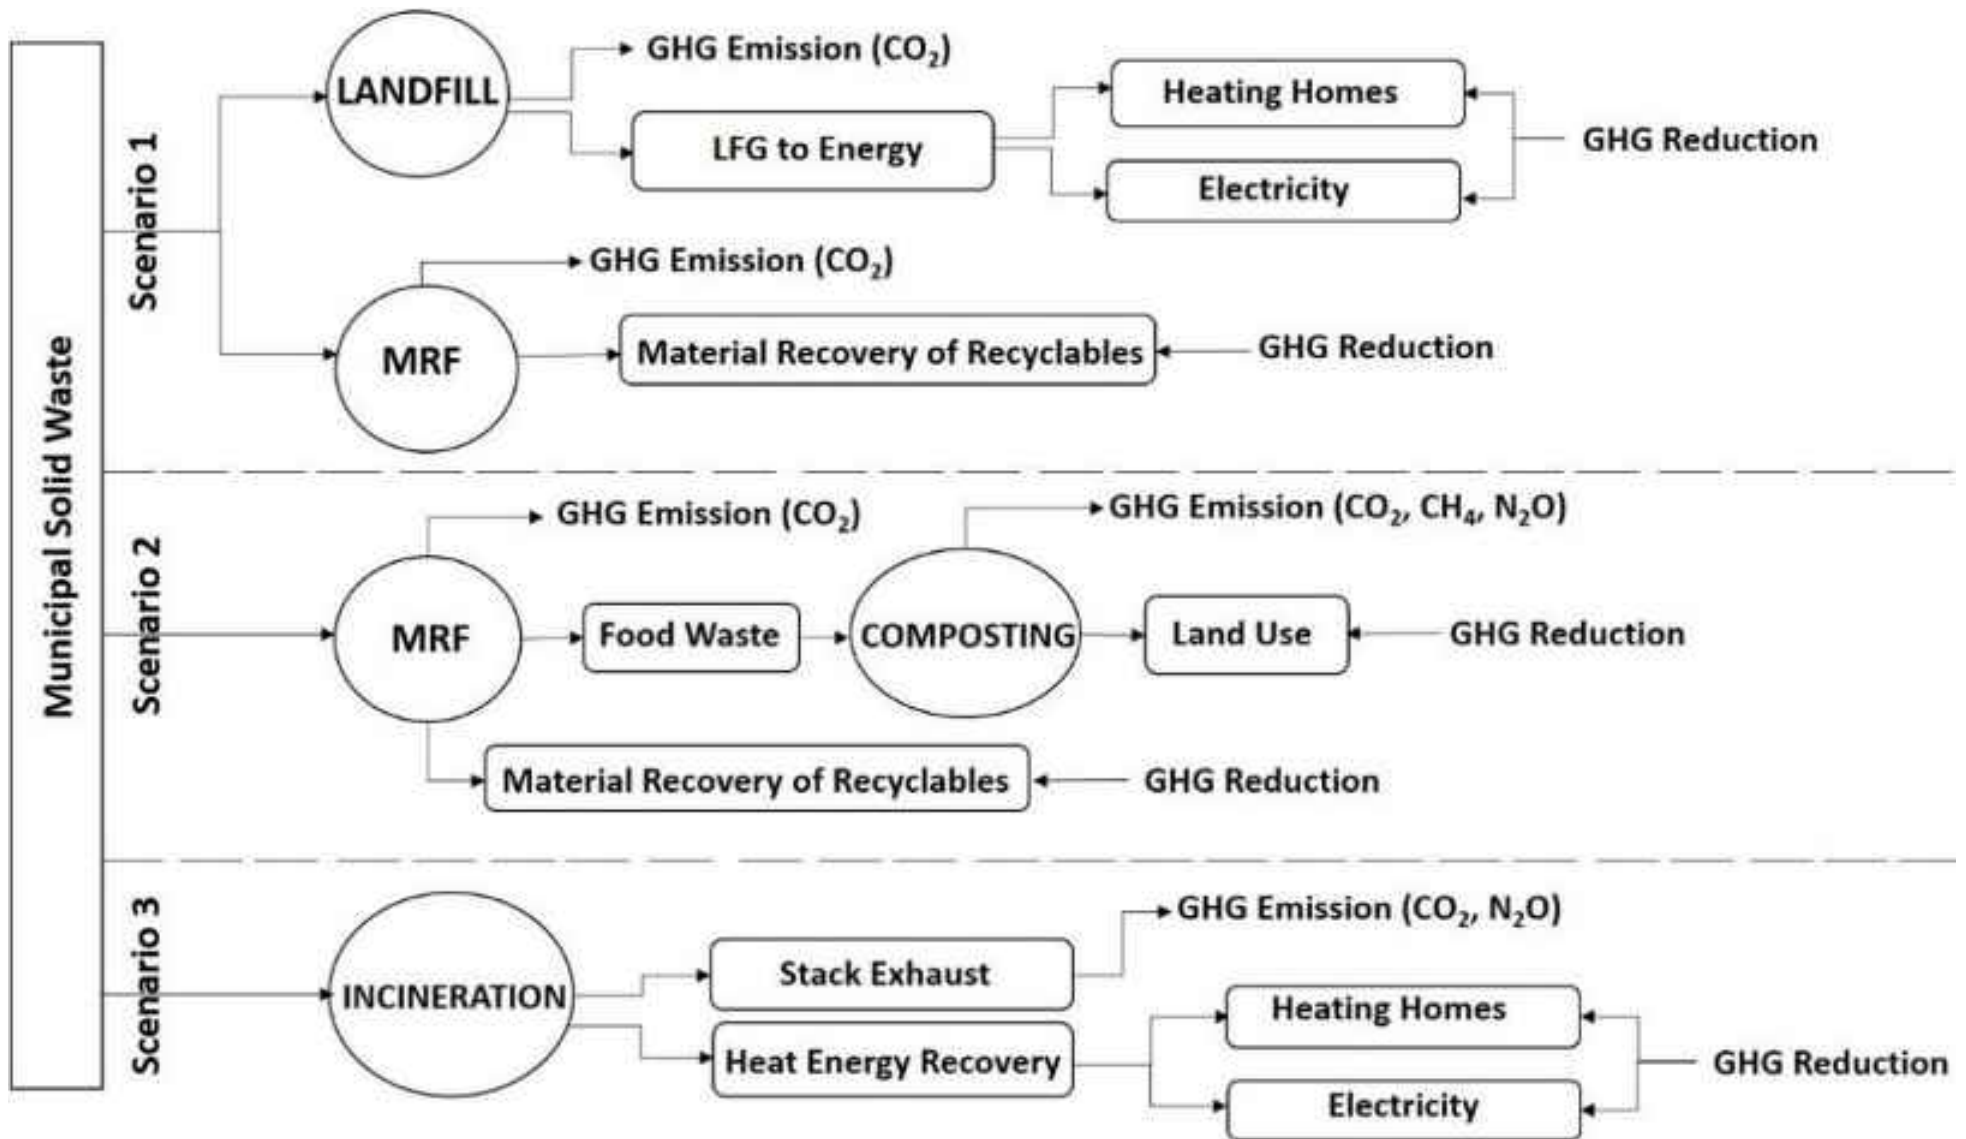 Municipal Solid Waste
Scenario 1
LANDFILL
GHG Emission (CO₂)
LFG to Energy
Heating Homes
Electricity
GHG Reduction
MRF
GHG Emission (CO₂)
Material Recovery of Recyclables
GHG Reduction
Scenario 2
MRF
GHG Emission (CO₂)
Food Waste
COMPOSTING
GHG Emission (CO₂, CH₄, N₂O)
Land Use
GHG Reduction
Material Recovery of Recyclables
GHG Reduction
Scenario 3
INCINERATION
Stack Exhaust
GHG Emission (CO₂, N₂O)
Heat Energy Recovery
Heating Homes
Electricity
GHG Reduction